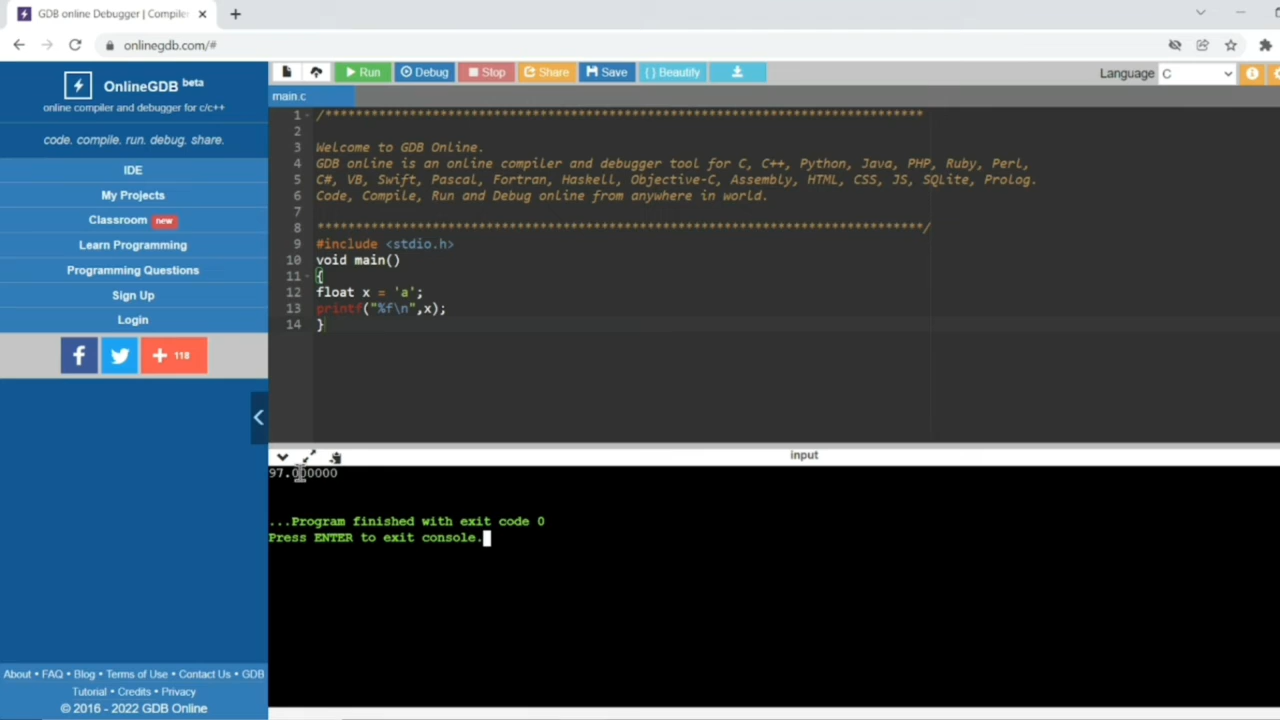 GDB online Debugger | Compiler
onlinegdb.com/#
OnlineGDB beta
online compiler and debugger for c/c++
code. compile. run. debug. share.
IDE
My Projects
Classroom new
Learn Programming
Programming Questions
Sign Up
Login
f + 118
About • FAQ • Blog • Terms of Use • Contact Us • GDB
Tutorial • Credits • Privacy
© 2016 - 2022 GDB Online
Run Debug Stop Share Save { } Beautify
Language C
main.c
1 /******************************************************************************
2
3 Welcome to GDB Online.
4 GDB online is an online compiler and debugger tool for C, C++, Python, Java, PHP, Ruby, Perl,
5 C#, VB, Swift, Pascal, Fortran, Haskell, Objective-C, Assembly, HTML, CSS, JS, SQLite, Prolog.
6 Code, Compile, Run and Debug online from anywhere in world.
7
8 *******************************************************************************/
9 #include <stdio.h>
10 void main()
11 {
12 float x = 'a';
13 printf("%f\n",x);
14 }
input
97.000000
...Program finished with exit code 0
Press ENTER to exit console.